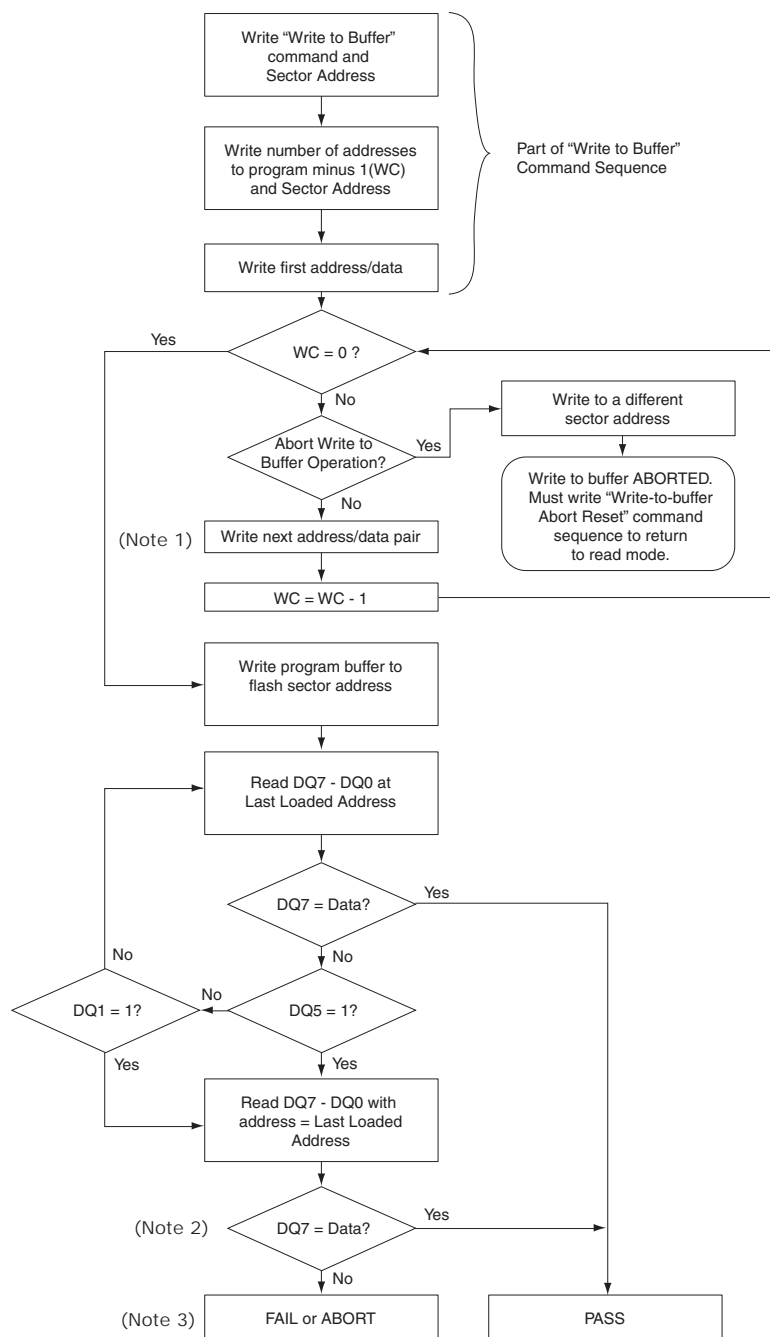 Write “Write to Buffer”
command and
Sector Address
Write number of addresses
to program minus 1(WC)
and Sector Address
Part of “Write to Buffer”
Command Sequence
Write first address/data
Yes
WC = 0 ?
No
Write to a different
sector address
Abort Write to
Buffer Operation?
Yes
No
Write to buffer ABORTED.
Must write “Write-to-buffer
Abort Reset” command
sequence to return
to read mode.
(Note 1)
Write next address/data pair
WC = WC - 1
Write program buffer to
flash sector address
Read DQ7 - DQ0 at
Last Loaded Address
DQ7 = Data?
Yes
No
No
DQ1 = 1?
No
DQ5 = 1?
Yes
Yes
Read DQ7 - DQ0 with
address = Last Loaded
Address
(Note 2)
DQ7 = Data?
Yes
No
(Note 3)
FAIL or ABORT
PASS